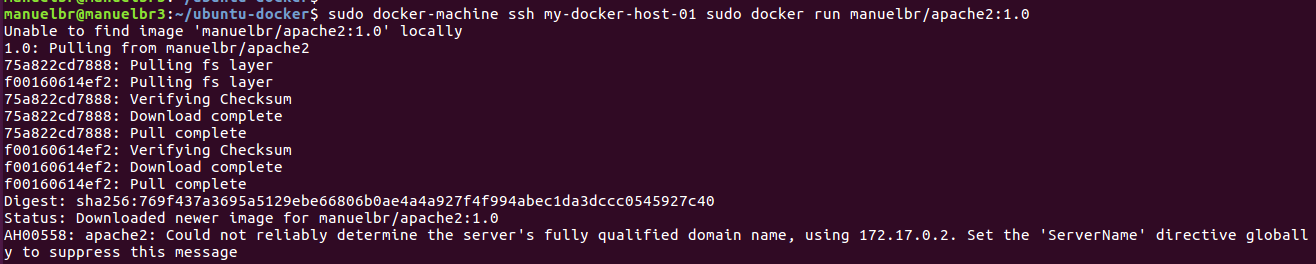 manuelbr@manuelbr3:~/ubuntu-docker$
manuelbr@manuelbr3:~/ubuntu-docker$ sudo docker-machine ssh my-docker-host-01 sudo docker run manuelbr/apache2:1.0
Unable to find image 'manuelbr/apache2:1.0' locally
1.0: Pulling from manuelbr/apache2
75a822cd7888: Pulling fs layer
f00160614ef2: Pulling fs layer
75a822cd7888: Verifying Checksum
75a822cd7888: Download complete
75a822cd7888: Pull complete
f00160614ef2: Verifying Checksum
f00160614ef2: Download complete
f00160614ef2: Pull complete
Digest: sha256:769f437a3695a5129ebe66806b0ae4a4a927f4f994abec1da3dccc0545927c40
Status: Downloaded newer image for manuelbr/apache2:1.0
AH00558: apache2: Could not reliably determine the server's fully qualified domain name, using 172.17.0.2. Set the 'ServerName' directive globall
y to suppress this message